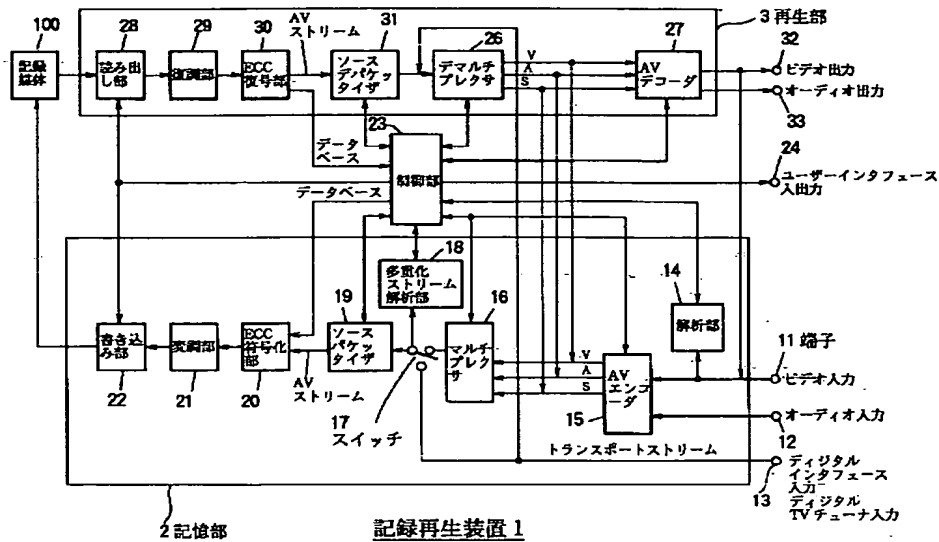 100
記録
媒体
28
読み出
し部
29
復調部
30
ECC
復号部
AV
ストリーム
31
ソース
デパケッ
タイザ
26
デマルチ
プレクサ
V
A
S
27
AV
デコーダ
3 再生部
32
ビデオ出力
オーディオ出力
33
23
制御部
データ
ベース
データベース
24
ユーザーインタフェース
入出力
18
多重化
ストリーム
解析部
19
ソース
パケッ
タイザ
16
マルチ
プレク
サ
14
解析部
書き込
み部
22
変調部
21
ECC
符号化
部
20
AV
ストリーム
17
スイッチ
V
A
S
AV
エンコ
ーダ
15
11 端子
ビデオ入力
オーディオ入力
12
トランスポートストリーム
13
ディジタル
インタフェース
入力
ディジタル
TVチューナ入力
2 記憶部
記録再生装置1